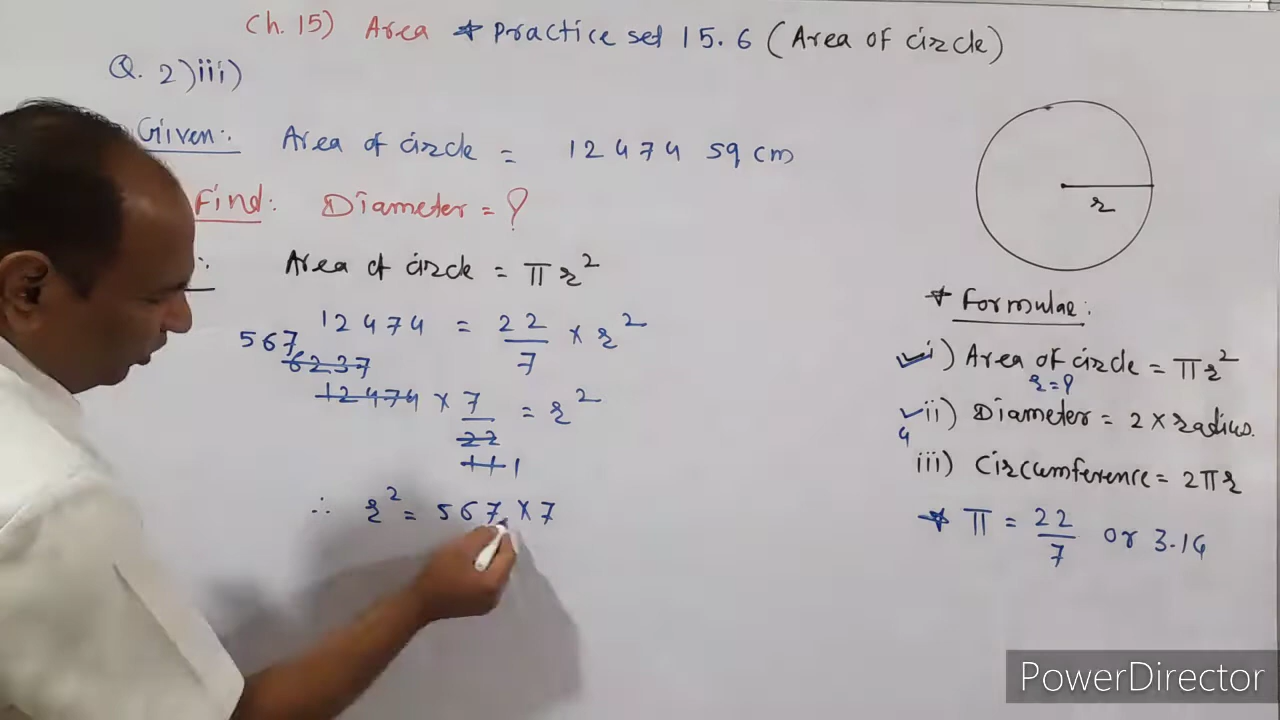 Ch. 15) Area ★ Practice set 15.6 (Area of circle)
Q. 2)iii)
Given:. Area of circle = 12474 sq cm
Find: Diameter = ?
:. Area of circle = πr²
12474 = 22/7 × r²
567
6237
12474 × 7/22 = r²
11 1
∴ r² = 567 × 7
r
★ Formulae:
i) Area of circle = πr²
r = ?
ii) Diameter = 2 × radius.
4
iii) Circumference = 2πr
★ π = 22/7 or 3.14
PowerDirector